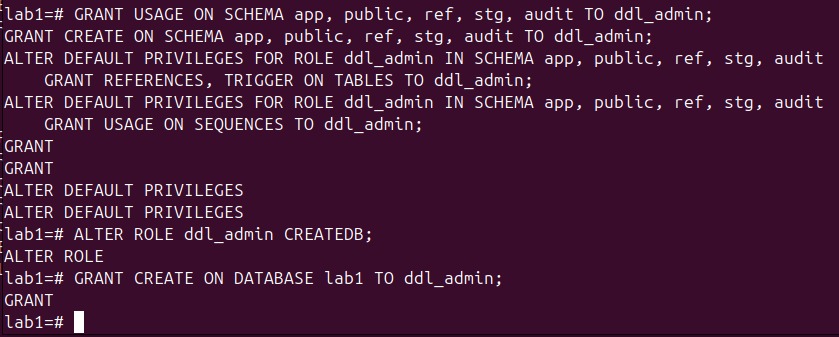 lab1=# GRANT USAGE ON SCHEMA app, public, ref, stg, audit TO ddl_admin;
GRANT CREATE ON SCHEMA app, public, ref, stg, audit TO ddl_admin;
ALTER DEFAULT PRIVILEGES FOR ROLE ddl_admin IN SCHEMA app, public, ref, stg, audit
    GRANT REFERENCES, TRIGGER ON TABLES TO ddl_admin;
ALTER DEFAULT PRIVILEGES FOR ROLE ddl_admin IN SCHEMA app, public, ref, stg, audit
    GRANT USAGE ON SEQUENCES TO ddl_admin;
GRANT
GRANT
ALTER DEFAULT PRIVILEGES
ALTER DEFAULT PRIVILEGES
lab1=# ALTER ROLE ddl_admin CREATEDB;
ALTER ROLE
lab1=# GRANT CREATE ON DATABASE lab1 TO ddl_admin;
GRANT
lab1=#